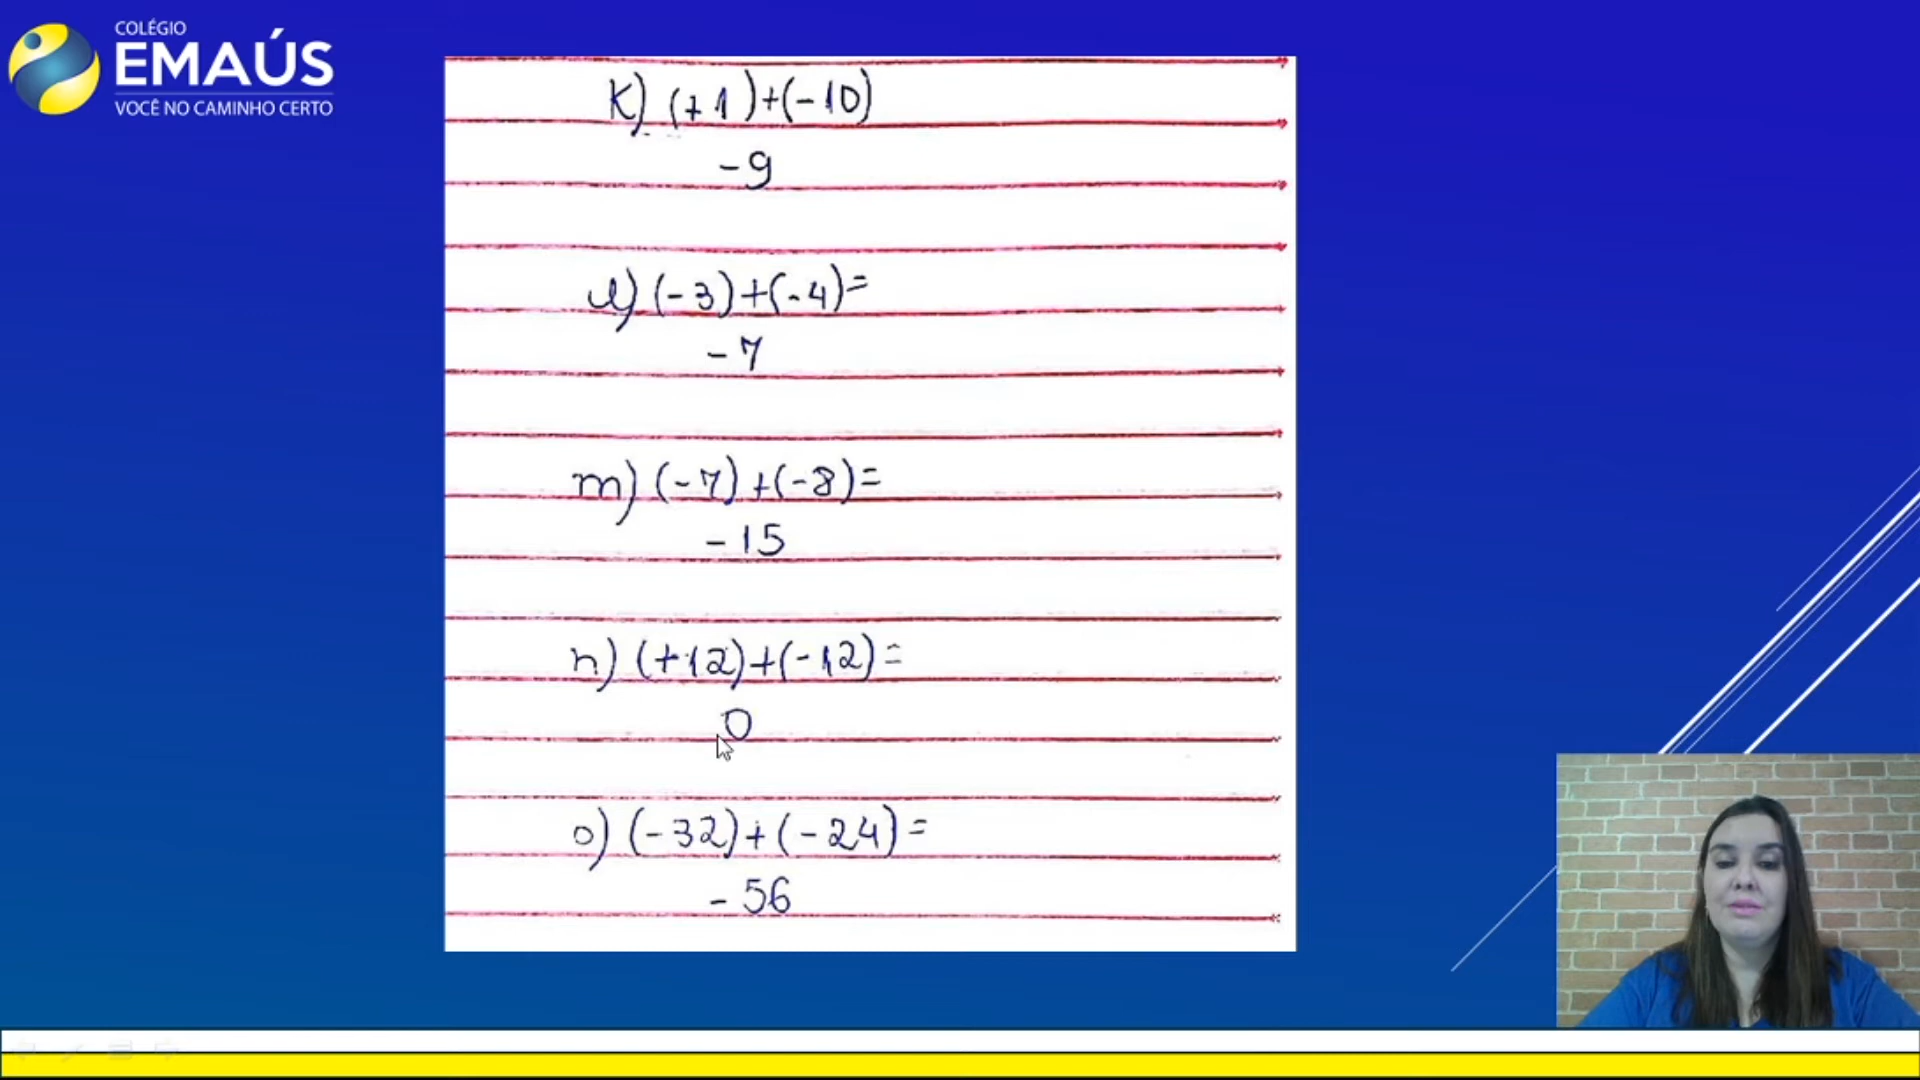 COLÉGIO
EMAÚS
VOCÊ NO CAMINHO CERTO
K) (+1)+(-10)
-9
l) (-3)+(-4)=
-7
m) (-7)+(-8)=
-15
n) (+12)+(-12)=
0
o) (-32)+(-24)=
-56